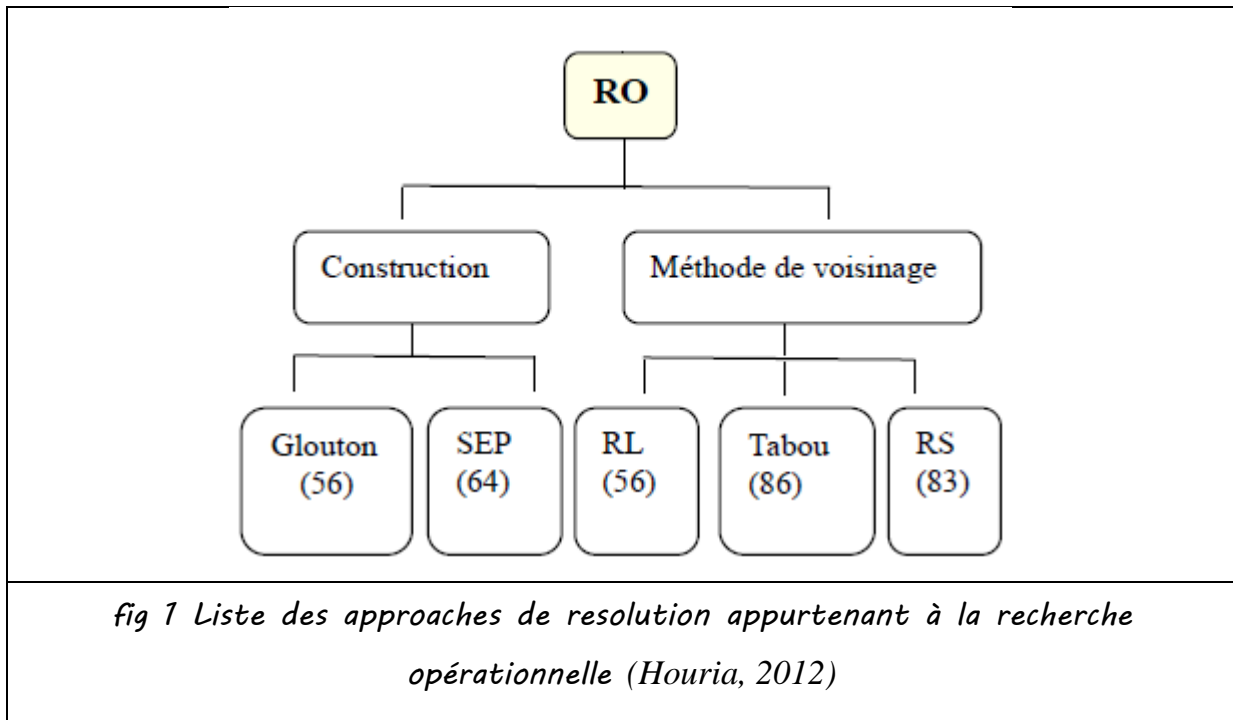 RO
Construction
Méthode de voisinage
Glouton
(56)
SEP
(64)
RL
(56)
Tabou
(86)
RS
(83)
fig 1 Liste des approaches de resolution appurtenant à la recherche
opérationnelle (Houria, 2012)